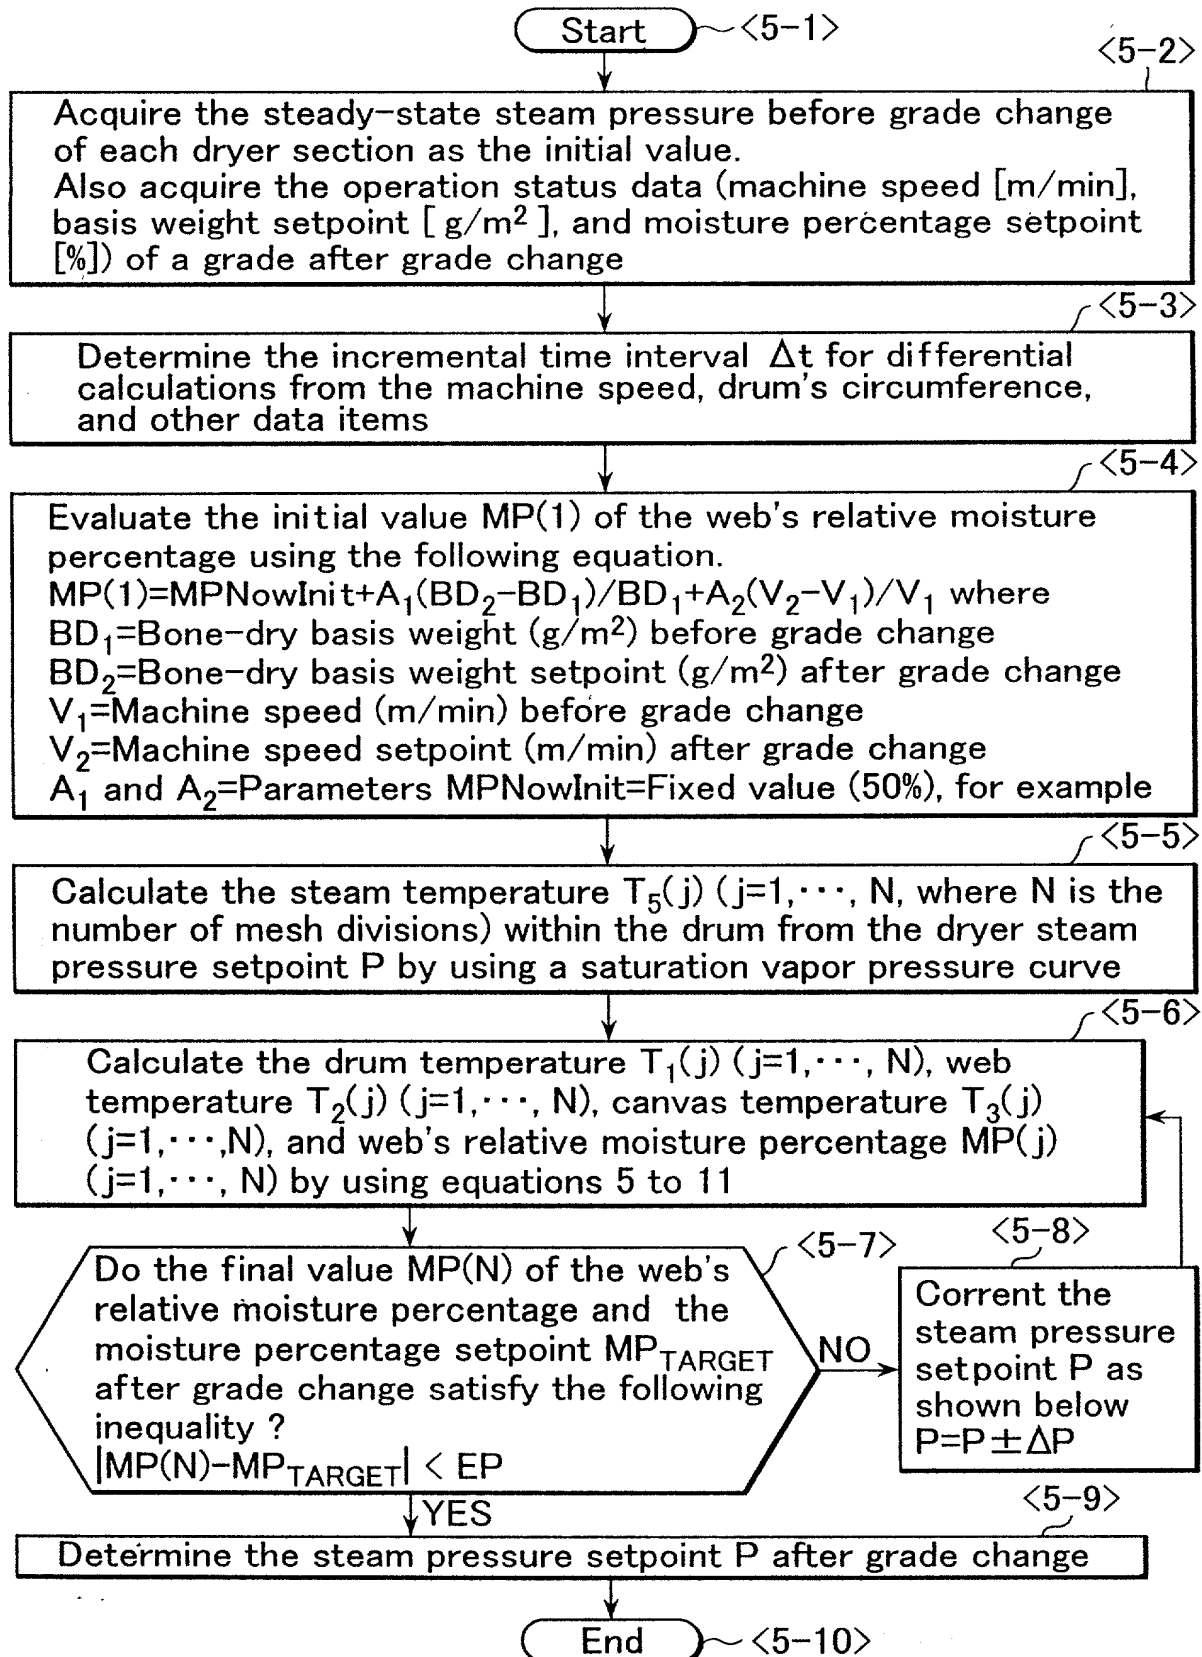 Start <5-1>
<5-2>
Acquire the steady-state steam pressure before grade change
of each dryer section as the initial value.
Also acquire the operation status data (machine speed [m/min],
basis weight setpoint [ g/m² ], and moisture percentage setpoint
[%]) of a grade after grade change
<5-3>
Determine the incremental time interval Δt for differential
calculations from the machine speed, drum's circumference,
and other data items
<5-4>
Evaluate the initial value MP(1) of the web's relative moisture
percentage using the following equation.
MP(1)=MPNowInit+A₁(BD₂-BD₁)/BD₁+A₂(V₂-V₁)/V₁ where
BD₁=Bone-dry basis weight (g/m²) before grade change
BD₂=Bone-dry basis weight setpoint (g/m²) after grade change
V₁=Machine speed (m/min) before grade change
V₂=Machine speed setpoint (m/min) after grade change
A₁ and A₂=Parameters MPNowInit=Fixed value (50%), for example
<5-5>
Calculate the steam temperature T₅(j) (j=1,···, N, where N is the
number of mesh divisions) within the drum from the dryer steam
pressure setpoint P by using a saturation vapor pressure curve
<5-6>
Calculate the drum temperature T₁(j) (j=1,···, N), web
temperature T₂(j) (j=1,···, N), canvas temperature T₃(j)
(j=1,···,N), and web's relative moisture percentage MP(j)
(j=1,···, N) by using equations 5 to 11
<5-7>
Do the final value MP(N) of the web's
relative moisture percentage and the
moisture percentage setpoint MP_TARGET
after grade change satisfy the following
inequality ?
|MP(N)-MP_TARGET| < EP
NO
<5-8>
Corrent the
steam pressure
setpoint P as
shown below
P=P±ΔP
YES
<5-9>
Determine the steam pressure setpoint P after grade change
End <5-10>